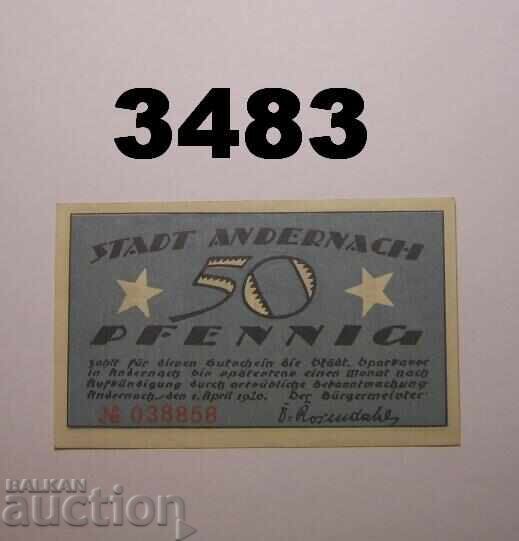 3483
STADT ANDERNACH
50
PFENNIG
zahlt für diesen Gutschein die Städt. Sparkasse
in Andernach bis spätestens einen Monat nach
Aufkündigung durch ortsübliche Bekanntmachung
Andernach, den 1. April 1920. Der Bürgermeister
№ 038858 Rosendahl
BALKAN
auction